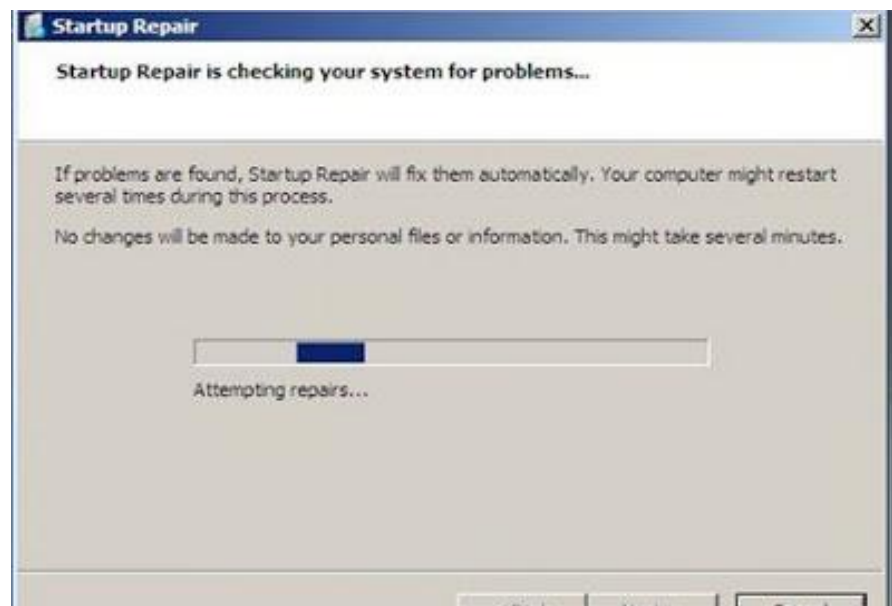 Startup Repair
Startup Repair is checking your system for problems...
If problems are found, Startup Repair will fix them automatically. Your computer might restart
several times during this process.
No changes will be made to your personal files or information. This might take several minutes.
Attempting repairs...